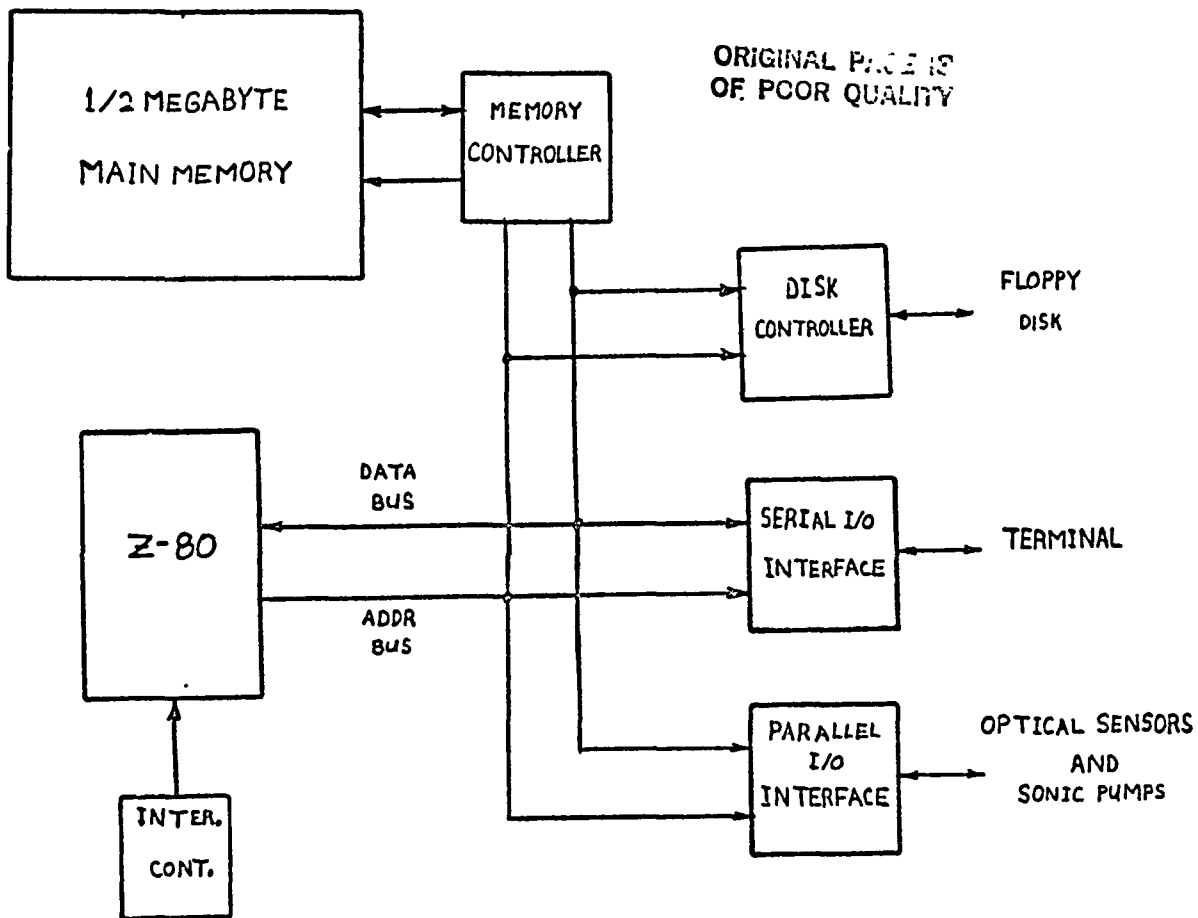 ORIGINAL PAGE IS
OF POOR QUALITY
1/2 MEGABYTE
MAIN MEMORY
MEMORY
CONTROLLER
DISK
CONTROLLER
FLOPPY
DISK
Z-80
DATA
BUS
ADDR
BUS
SERIAL I/O
INTERFACE
TERMINAL
PARALLEL
I/O
INTERFACE
OPTICAL SENSORS
AND
SONIC PUMPS
INTER.
CONT.